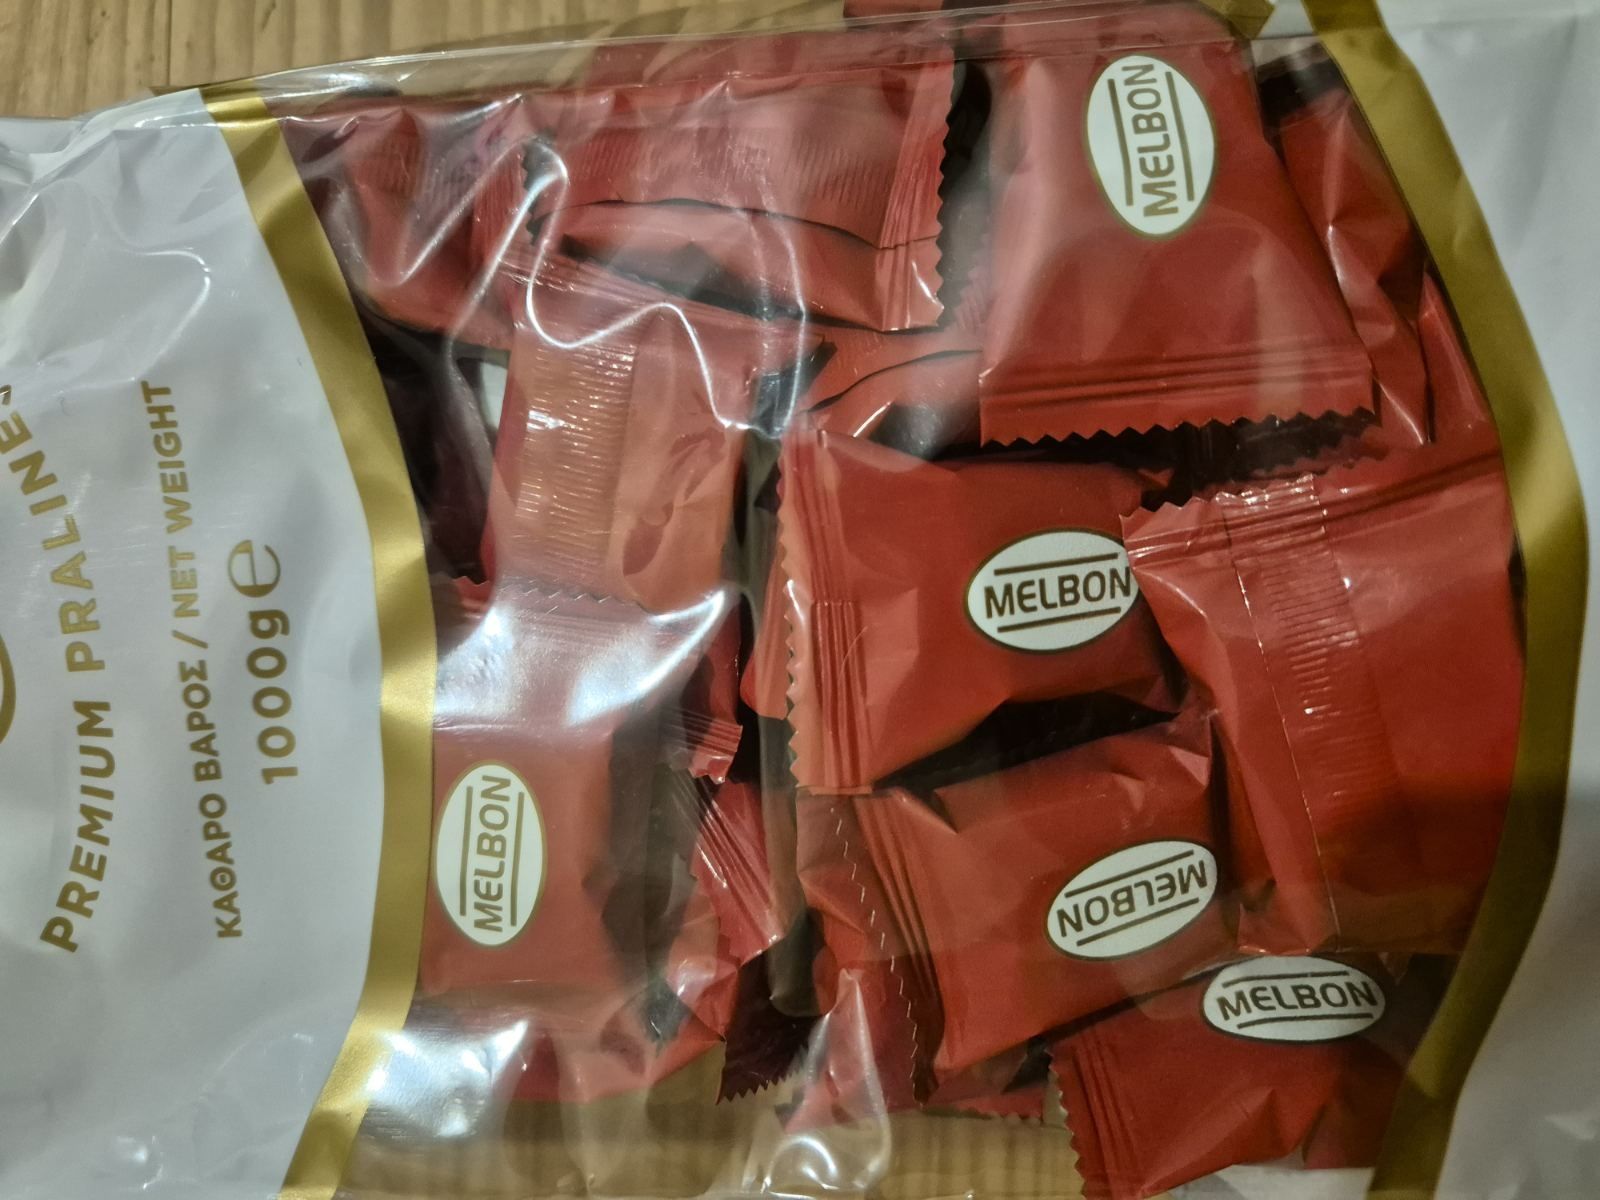 PREMIUM PRALINES
ΚΑΘΑΡΟ ΒΑΡΟΣ / NET WEIGHT
1000g e
MELBON
MELBON
MELBON
MELBON
MELBON